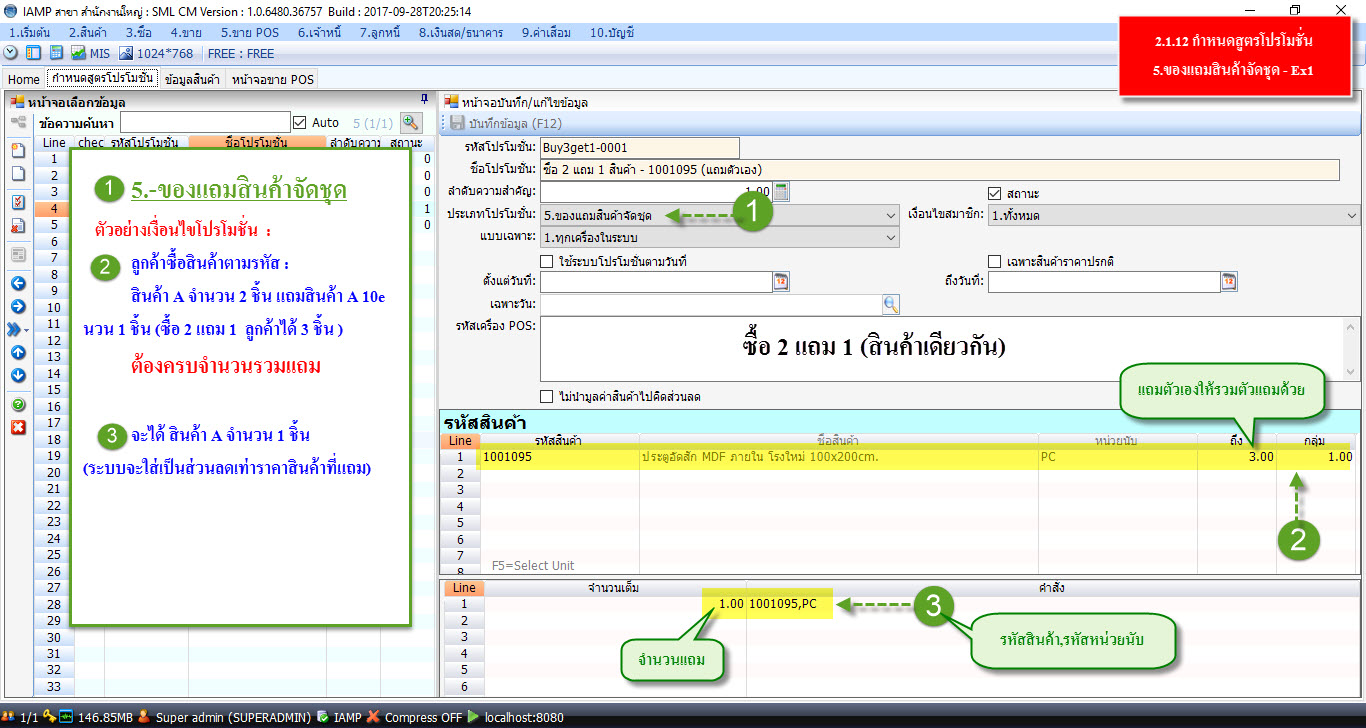 IAMP สาขา สำนักงานใหญ่ : SML CM Version : 1.0.6480.36757 Build : 2017-09-28T20:25:14
1.เริ่มต้น 2.สินค้า 3.ซื้อ 4.ขาย 5.ขาย POS 6.เจ้าหนี้ 7.ลูกหนี้ 8.เงินสด/ธนาคาร 9.ค่าเสื่อม 10.บัญชี
MIS 1024*768 FREE : FREE
2.1.12 กำหนดสูตรโปรโมชั่น
5.ของแถมสินค้าจัดชุด - Ex1
Home กำหนดสูตรโปรโมชั่น ข้อมูลสินค้า หน้าจอขาย POS
หน้าจอเลือกข้อมูล
ข้อความค้นหา Auto 5 (1/1)
Line chec รหัสโปรโมชั่น ชื่อโปรโมชั่น ลำดับความ สถานะ
1 0
2 0
3 0
4 1
5 0
6
7
8
9
10
11
12
13
14
15
16
17
18
19
20
21
22
23
24
25
26
27
28
29
30
31
32
33
1 5.-ของแถมสินค้าจัดชุด
ตัวอย่างเงื่อนไขโปรโมชั่น :
2 ลูกค้าซื้อสินค้าตามรหัส :
สินค้า A จำนวน 2 ชิ้น แถมสินค้า A 10e
นวน 1 ชิ้น (ซื้อ 2 แถม 1 ลูกค้าได้ 3 ชิ้น )
ต้องครบจำนวนรวมแถม
3 จะได้ สินค้า A จำนวน 1 ชิ้น
(ระบบจะใส่เป็นส่วนลดเท่าราคาสินค้าที่แถม)
หน้าจอบันทึก/แก้ไขข้อมูล
บันทึกข้อมูล (F12)
รหัสโปรโมชั่น: Buy3get1-0001
ชื่อโปรโมชั่น: ซื้อ 2 แถม 1 สินค้า - 1001095 (แถมตัวเอง)
ลำดับความสำคัญ: 1.00 สถานะ
ประเภทโปรโมชั่น: 5.ของแถมสินค้าจัดชุด 1 เงื่อนไขสมาชิก: 1.ทั้งหมด
แบบเฉพาะ: 1.ทุกเครื่องในระบบ
ใช้ระบบโปรโมชั่นตามวันที่ เฉพาะสินค้าราคาปรกติ
ตั้งแต่วันที่: 12 ถึงวันที่: 12
เฉพาะวัน:
รหัสเครื่อง POS:
ซื้อ 2 แถม 1 (สินค้าเดียวกัน)
แถมตัวเองให้รวมตัวแถมด้วย
ไม่นำมูลค่าสินค้าไปคิดส่วนลด
รหัสสินค้า
Line รหัสสินค้า ชื่อสินค้า หน่วยนับ ถึง กลุ่ม
1 1001095 ประตูอัดสัก MDF ภายใน โรงใหม่ 100x200cm. PC 3.00 1.00
2
3
4
5
6
7
8
2
F5=Select Unit
Line จำนวนเต็ม คำสั่ง
1 1.00 1001095,PC 3
2
3
4
5
6
รหัสสินค้า,รหัสหน่วยนับ
จำนวนแถม
1/1 146.85MB Super admin (SUPERADMIN) IAMP Compress OFF localhost:8080